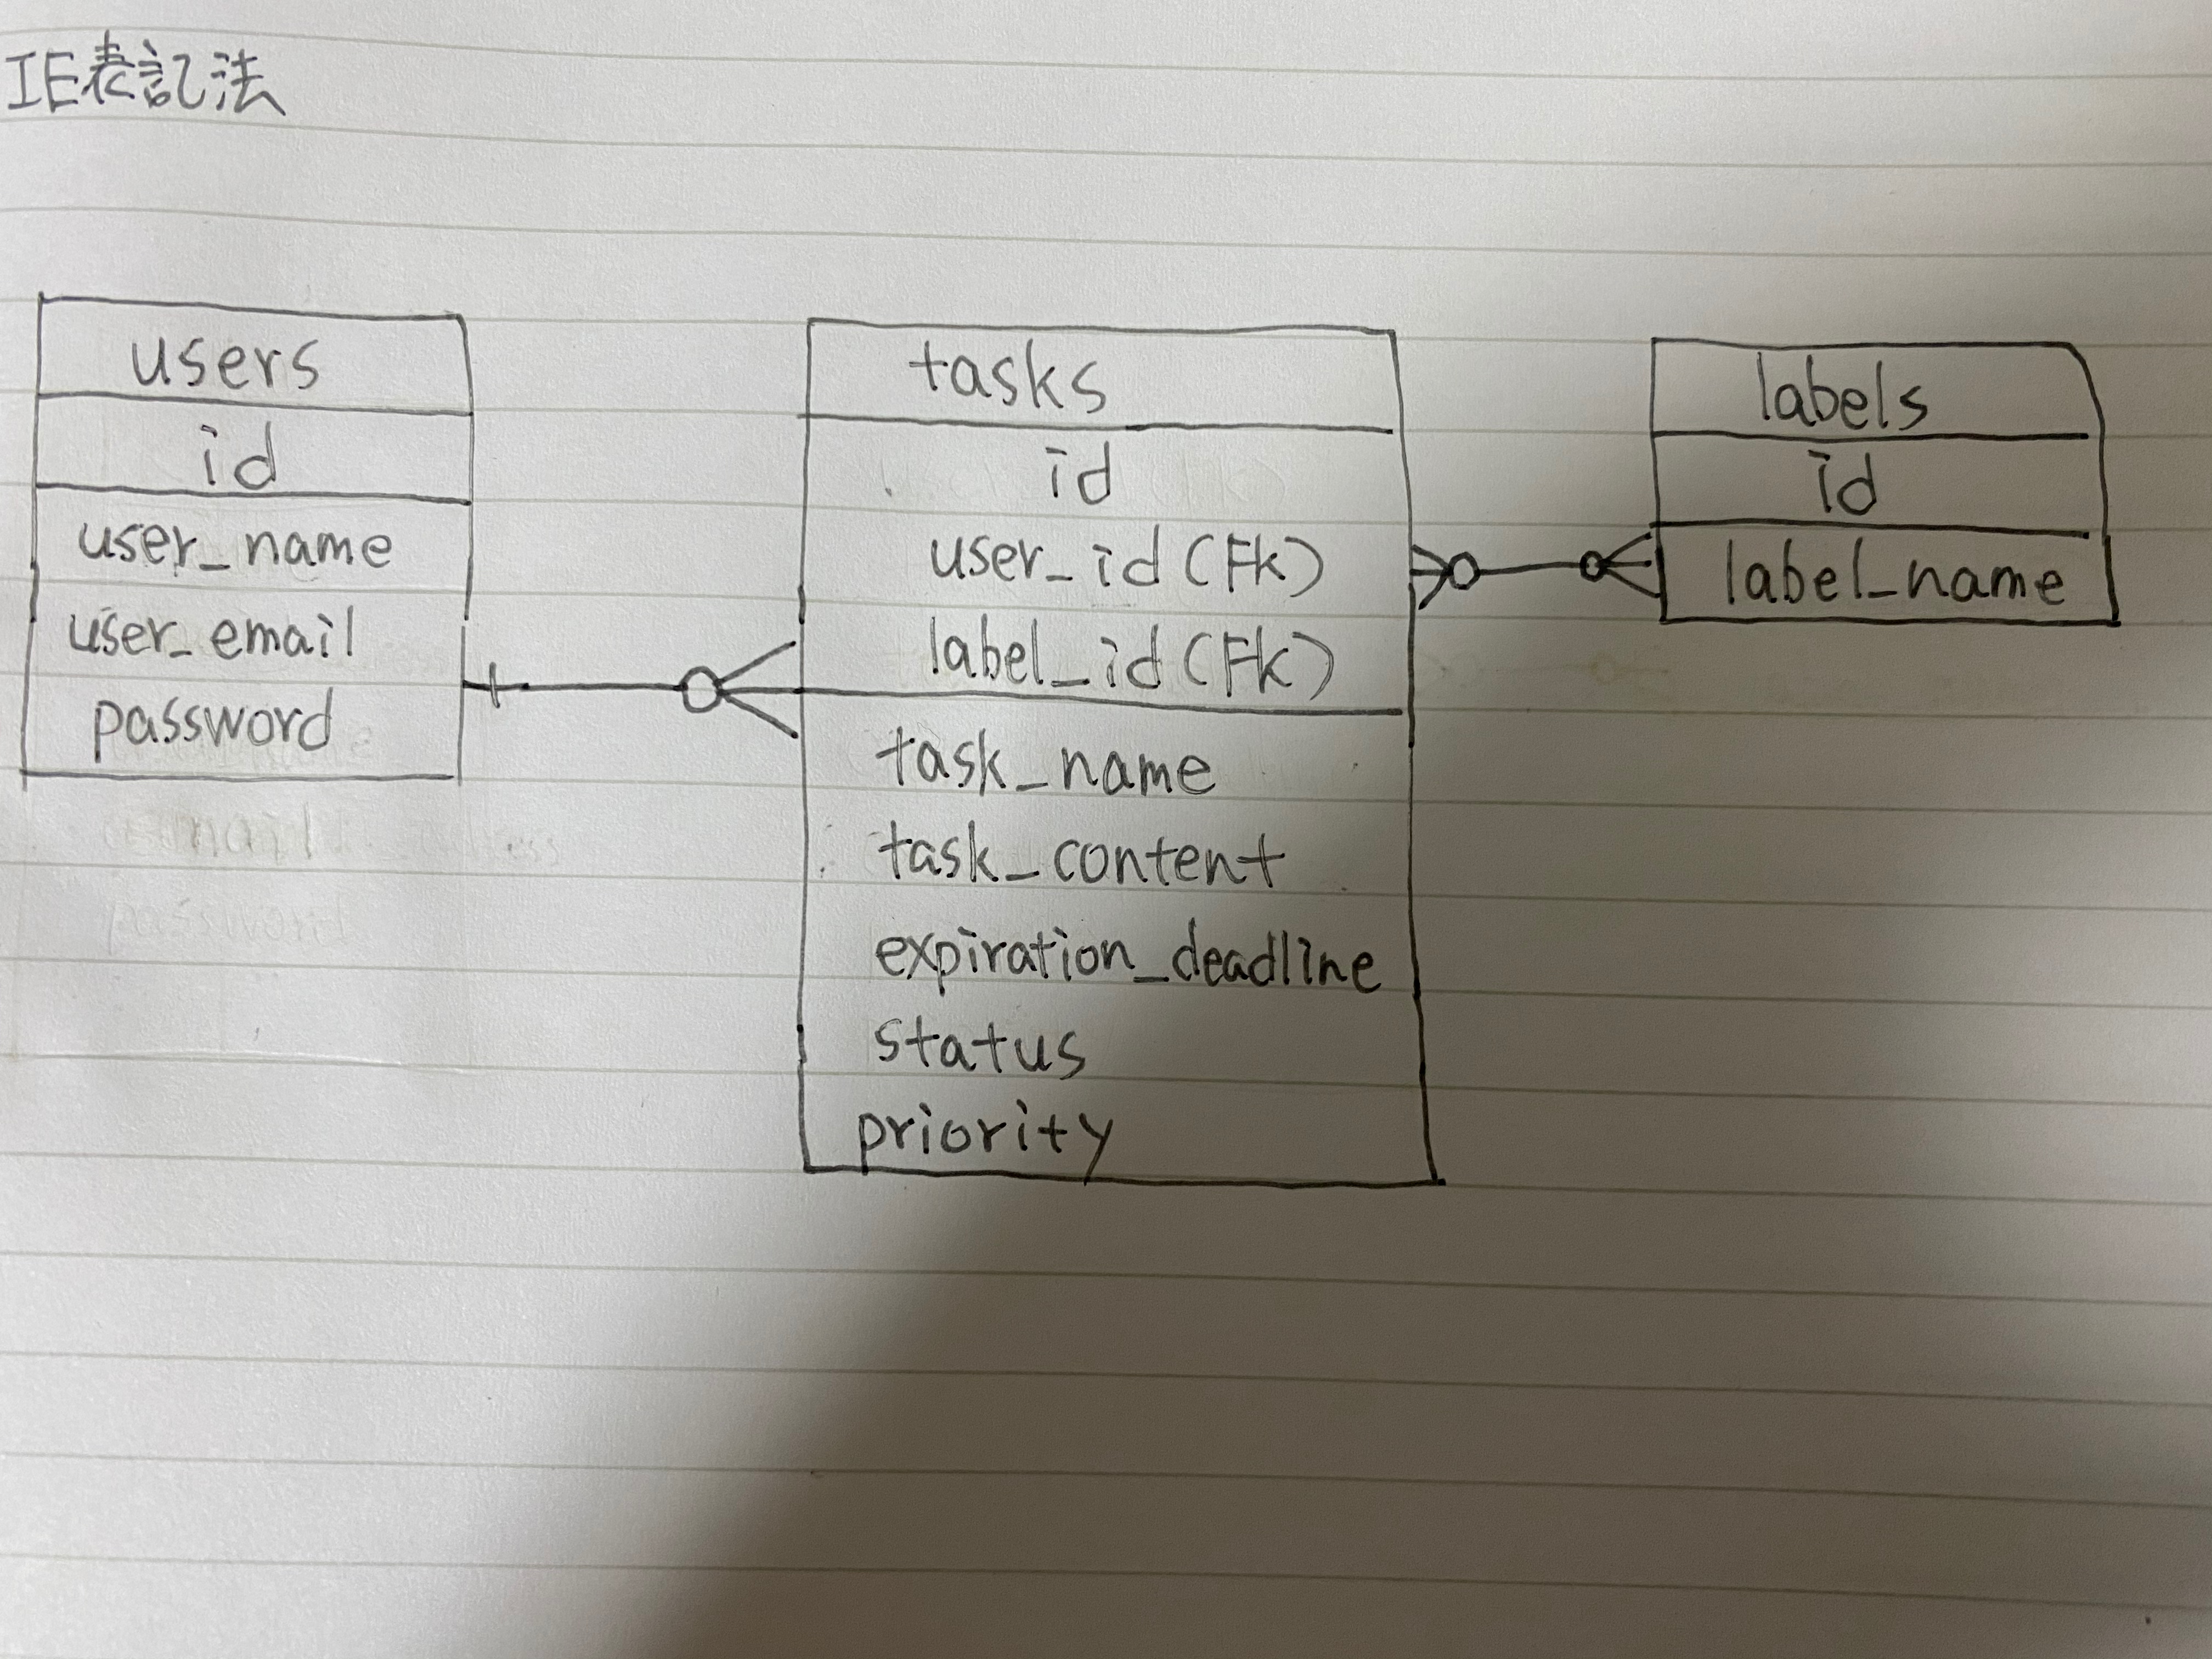 IE表記法
users
id
user_name
user_email
password
tasks
id
user_id(FK)
label_id(FK)
task_name
task_content
expiration_deadline
status
priority
labels
id
label_name